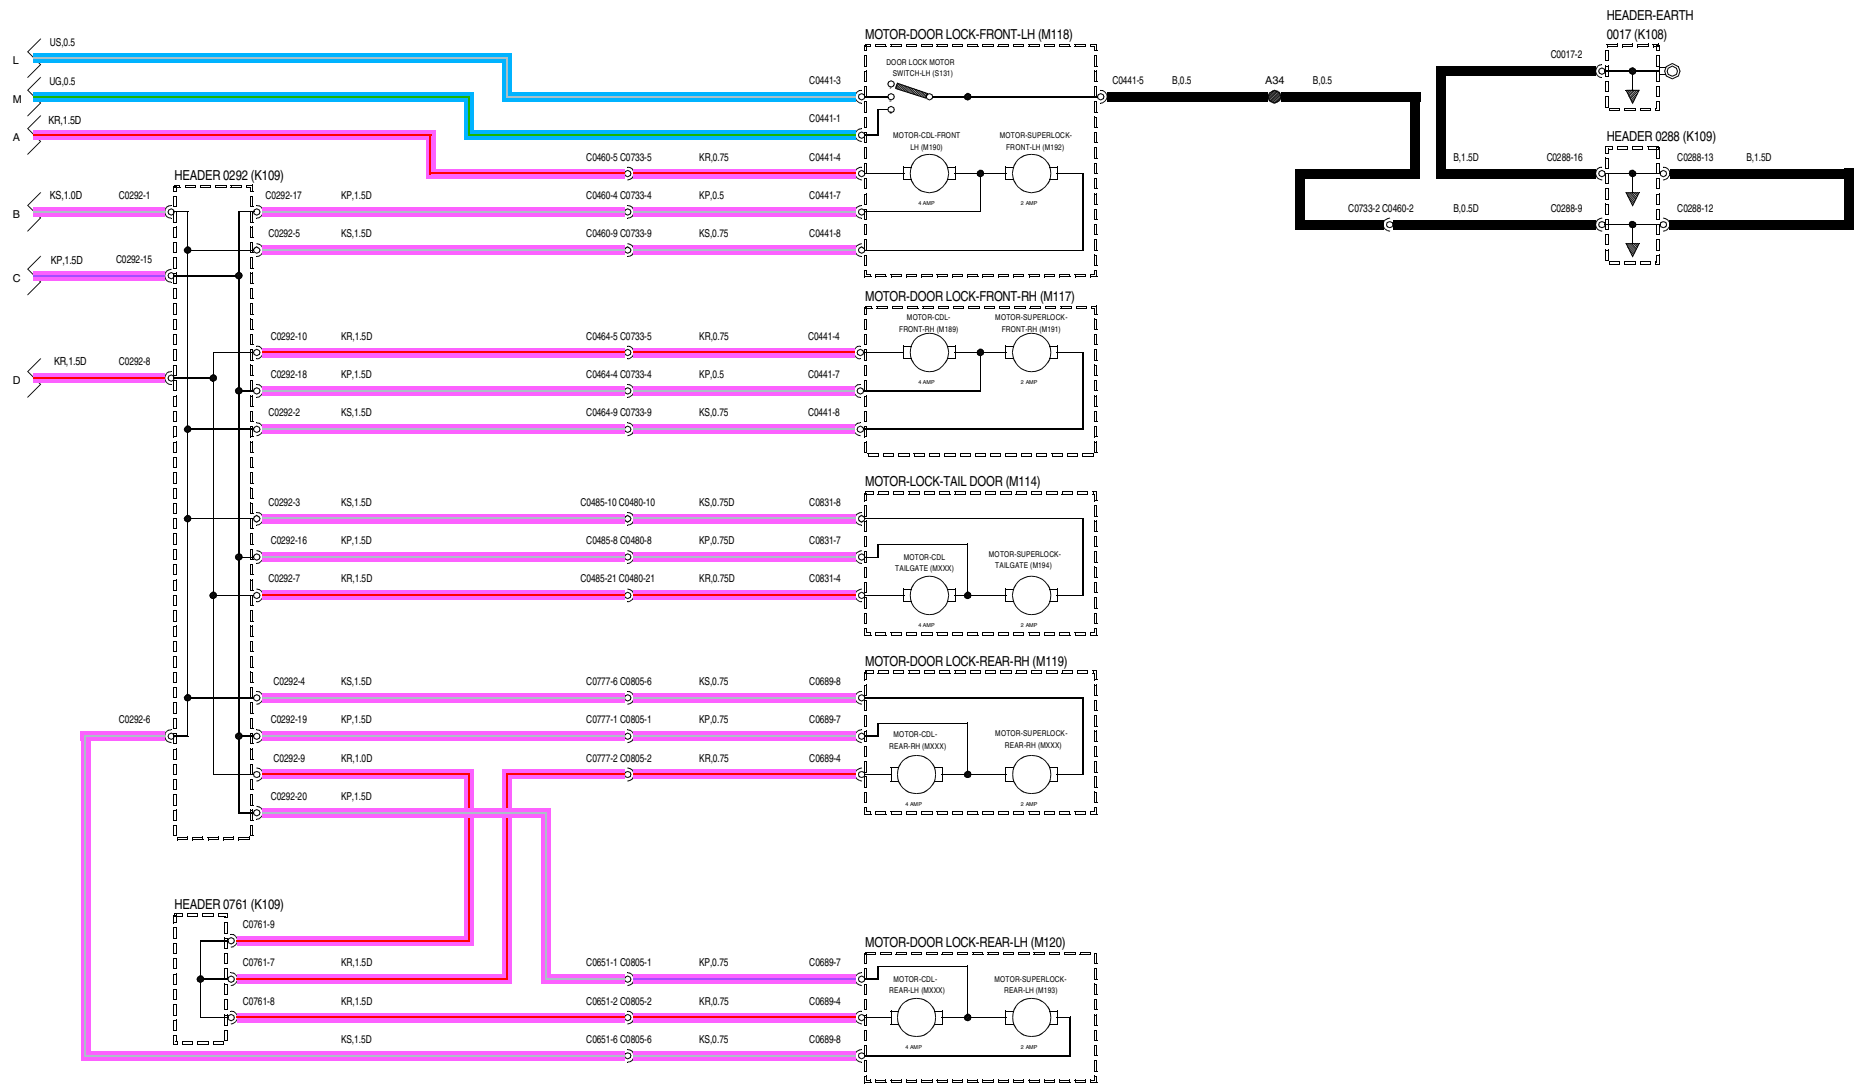 HEADER-EARTH
0017 (K108)
MOTOR-DOOR LOCK-FRONT-LH (M118)
US,0.5
L
DOOR LOCK MOTOR
SWITCH-LH (S131)
C0017-2
UG,0.5
M
C0441-3
C0441-5
B,0.5
A34
B,0.5
KR,1.5D
A
C0441-1
MOTOR-CDL-FRONT
LH (M190)
MOTOR-SUPERLOCK-
FRONT-LH (M192)
HEADER 0288 (K109)
C0460-5 C0733-5
KR,0.75
C0441-4
B,1.5D
C0288-16
C0288-13
B,1.5D
HEADER 0292 (K109)
KS,1.0D
C0292-1
B
C0292-17
KP,1.5D
C0460-4 C0733-4
KP,0.5
C0441-7
4 AMP
2 AMP
C0733-2 C0460-2
B,0.5D
C0288-9
C0288-12
C0292-5
KS,1.5D
C0460-9 C0733-9
KS,0.75
C0441-8
KP,1.5D
C0292-15
C
MOTOR-DOOR LOCK-FRONT-RH (M117)
MOTOR-CDL-
FRONT-RH (M189)
MOTOR-SUPERLOCK-
FRONT-RH (M191)
C0292-10
KR,1.5D
C0464-5 C0733-5
KR,0.75
C0441-4
KR,1.5D
C0292-8
D
C0292-18
KP,1.5D
C0464-4 C0733-4
KP,0.5
C0441-7
4 AMP
2 AMP
C0292-2
KS,1.5D
C0464-9 C0733-9
KS,0.75
C0441-8
MOTOR-LOCK-TAIL DOOR (M114)
C0292-3
KS,1.5D
C0485-10 C0480-10
KS,0.75D
C0831-8
C0292-16
KP,1.5D
C0485-8 C0480-8
KP,0.75D
C0831-7
MOTOR-CDL
TAILGATE (MXXX)
MOTOR-SUPERLOCK-
TAILGATE (M194)
C0292-7
KR,1.5D
C0485-21 C0480-21
KR,0.75D
C0831-4
4 AMP
2 AMP
MOTOR-DOOR LOCK-REAR-RH (M119)
C0292-4
KS,1.5D
C0777-6 C0805-6
KS,0.75
C0689-8
C0292-6
C0292-19
KP,1.5D
C0777-1 C0805-1
KP,0.75
C0689-7
MOTOR-CDL-
REAR-RH (MXXX)
MOTOR-SUPERLOCK-
REAR-RH (MXXX)
C0292-9
KR,1.0D
C0777-2 C0805-2
KR,0.75
C0689-4
C0292-20
KP,1.5D
4 AMP
2 AMP
HEADER 0761 (K109)
C0761-9
MOTOR-DOOR LOCK-REAR-LH (M120)
C0761-7
KR,1.5D
C0651-1 C0805-1
KP,0.75
C0689-7
MOTOR-CDL-
REAR-LH (MXXX)
MOTOR-SUPERLOCK-
REAR-LH (M193)
C0761-8
KR,1.5D
C0651-2 C0805-2
KR,0.75
C0689-4
KS,1.5D
C0651-6 C0805-6
KS,0.75
C0689-8
4 AMP
2 AMP